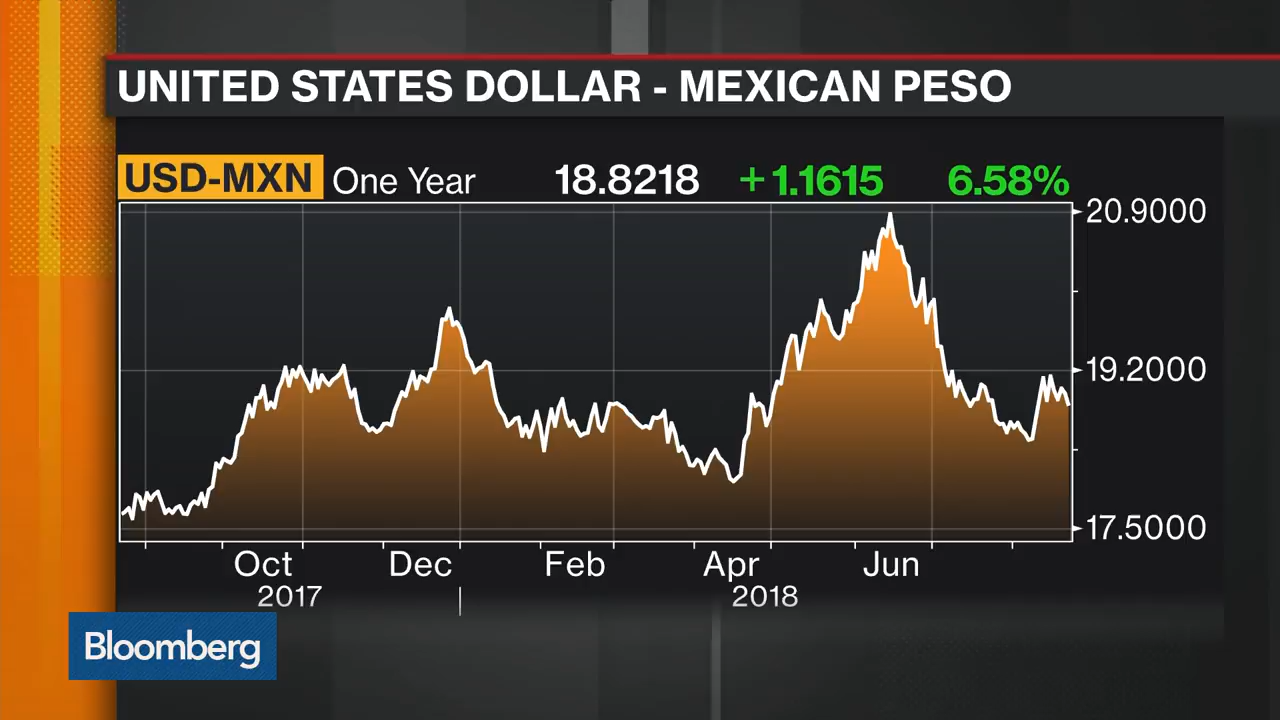 UNITED STATES DOLLAR - MEXICAN PESO
USD-MXN One Year 18.8218 +1.1615 6.58%
20.9000
19.2000
17.5000
Oct Dec Feb Apr Jun
2017 2018
Bloomberg